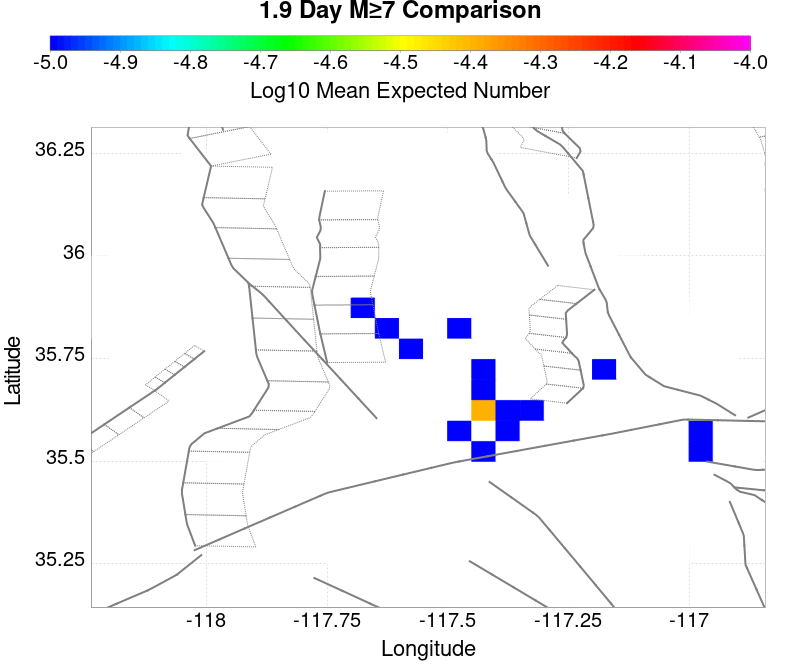 1.9 Day M≥7 Comparison
-5.0 -4.9 -4.8 -4.7 -4.6 -4.5 -4.4 -4.3 -4.2 -4.1 -4.0
Log10 Mean Expected Number
36.25
36
35.75
35.5
35.25
Latitude
-118 -117.75 -117.5 -117.25 -117
Longitude